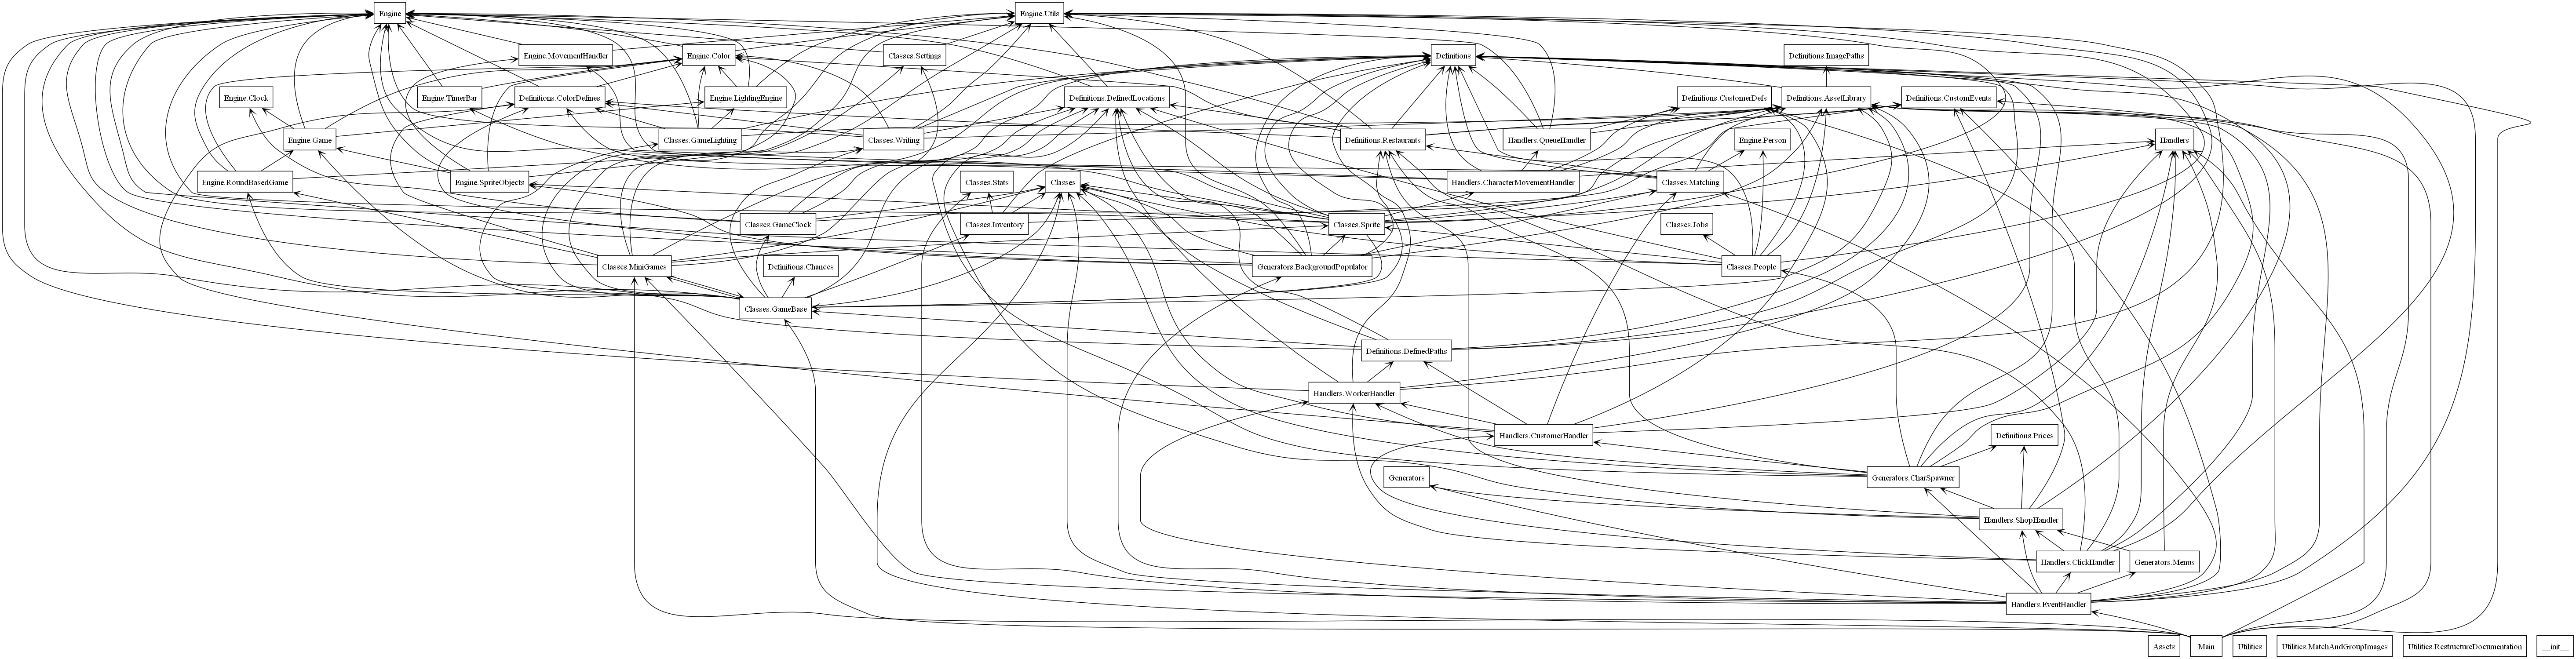 Engine
Engine.Utils
Engine.MovementHandler
Engine.Color
Classes.Settings
Definitions
Definitions.ImagePaths
Engine.Clock
Engine.TimerBar
Definitions.ColorDefines
Engine.LightingEngine
Definitions.DefinedLocations
Definitions.CustomerDefs
Definitions.AssetLibrary
Definitions.CustomEvents
Engine.Game
Classes.GameLighting
Classes.Writing
Definitions.Restaurants
Handlers.QueueHandler
Engine.Person
Handlers
Engine.RoundBasedGame
Engine.SpriteObjects
Classes.Stats
Classes
Handlers.CharacterMovementHandler
Classes.Matching
Classes.GameClock
Classes.Inventory
Classes.Sprite
Classes.Jobs
Classes.MiniGames
Definitions.Chances
Generators.BackgroundPopulator
Classes.People
Classes.GameBase
Definitions.DefinedPaths
Handlers.WorkerHandler
Handlers.CustomerHandler
Definitions.Prices
Generators
Generators.CharSpawner
Handlers.ShopHandler
Handlers.ClickHandler
Generators.Menus
Handlers.EventHandler
Assets
Main
Utilities
Utilities.MatchAndGroupImages
Utilities.RestructureDocumentation
__init__